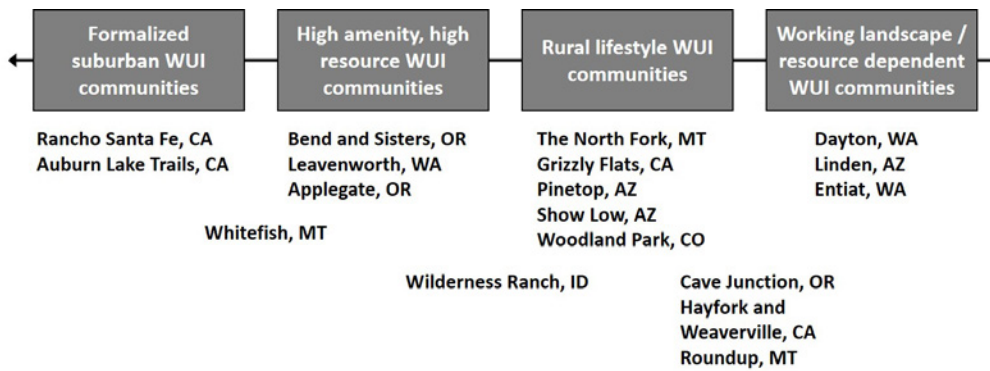 Formalized
suburban WUI
communities
High amenity, high
resource WUI
communities
Rural lifestyle WUI
communities
Working landscape /
resource dependent
WUI communities
Rancho Santa Fe, CA
Auburn Lake Trails, CA
Bend and Sisters, OR
Leavenworth, WA
Applegate, OR
The North Fork, MT
Grizzly Flats, CA
Pinetop, AZ
Show Low, AZ
Woodland Park, CO
Dayton, WA
Linden, AZ
Entiat, WA
Whitefish, MT
Wilderness Ranch, ID
Cave Junction, OR
Hayfork and
Weaverville, CA
Roundup, MT